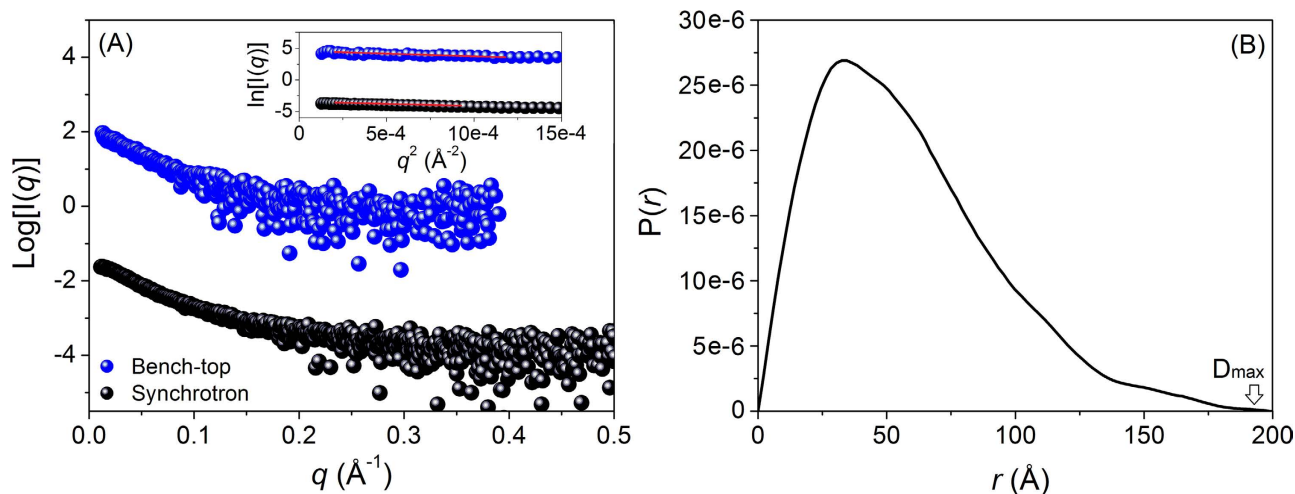 (A)
Log[I(q)]
4
2
0
-2
-4
0.0 0.1 0.2 0.3 0.4 0.5
q (Å-1)
Bench-top
Synchrotron
ln[I(q)]
5
0
-5
5e-4 10e-4 15e-4
q2 (Å-2)
(B)
P(r)
30e-6
25e-6
20e-6
15e-6
10e-6
5e-6
0
0 50 100 150 200
r (Å)
Dmax